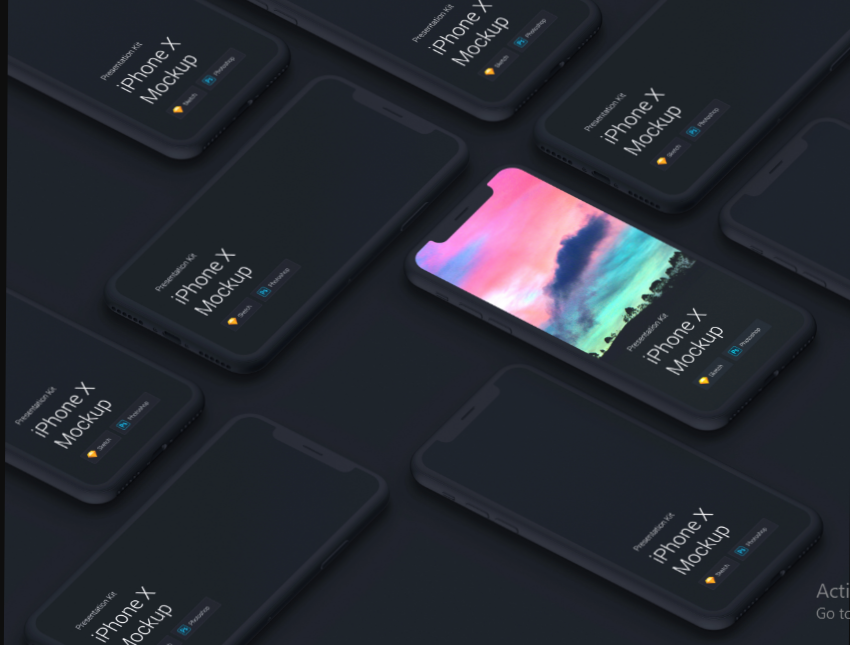 Presentation Kit
iPhone X
Mockup
Sketch
Photoshop
Presentation Kit
iPhone X
Mockup
Sketch
Photoshop
Presentation Kit
iPhone X
Mockup
Sketch
Photoshop
Presentation Kit
iPhone X
Mockup
Sketch
Photoshop
Presentation Kit
iPhone X
Mockup
Sketch
Photoshop
Presentation Kit
iPhone X
Mockup
Sketch
Photoshop
Presentation Kit
iPhone X
Mockup
Sketch
Photoshop
Presentation Kit
iPhone X
Mockup
Photoshop
Acti
Go to